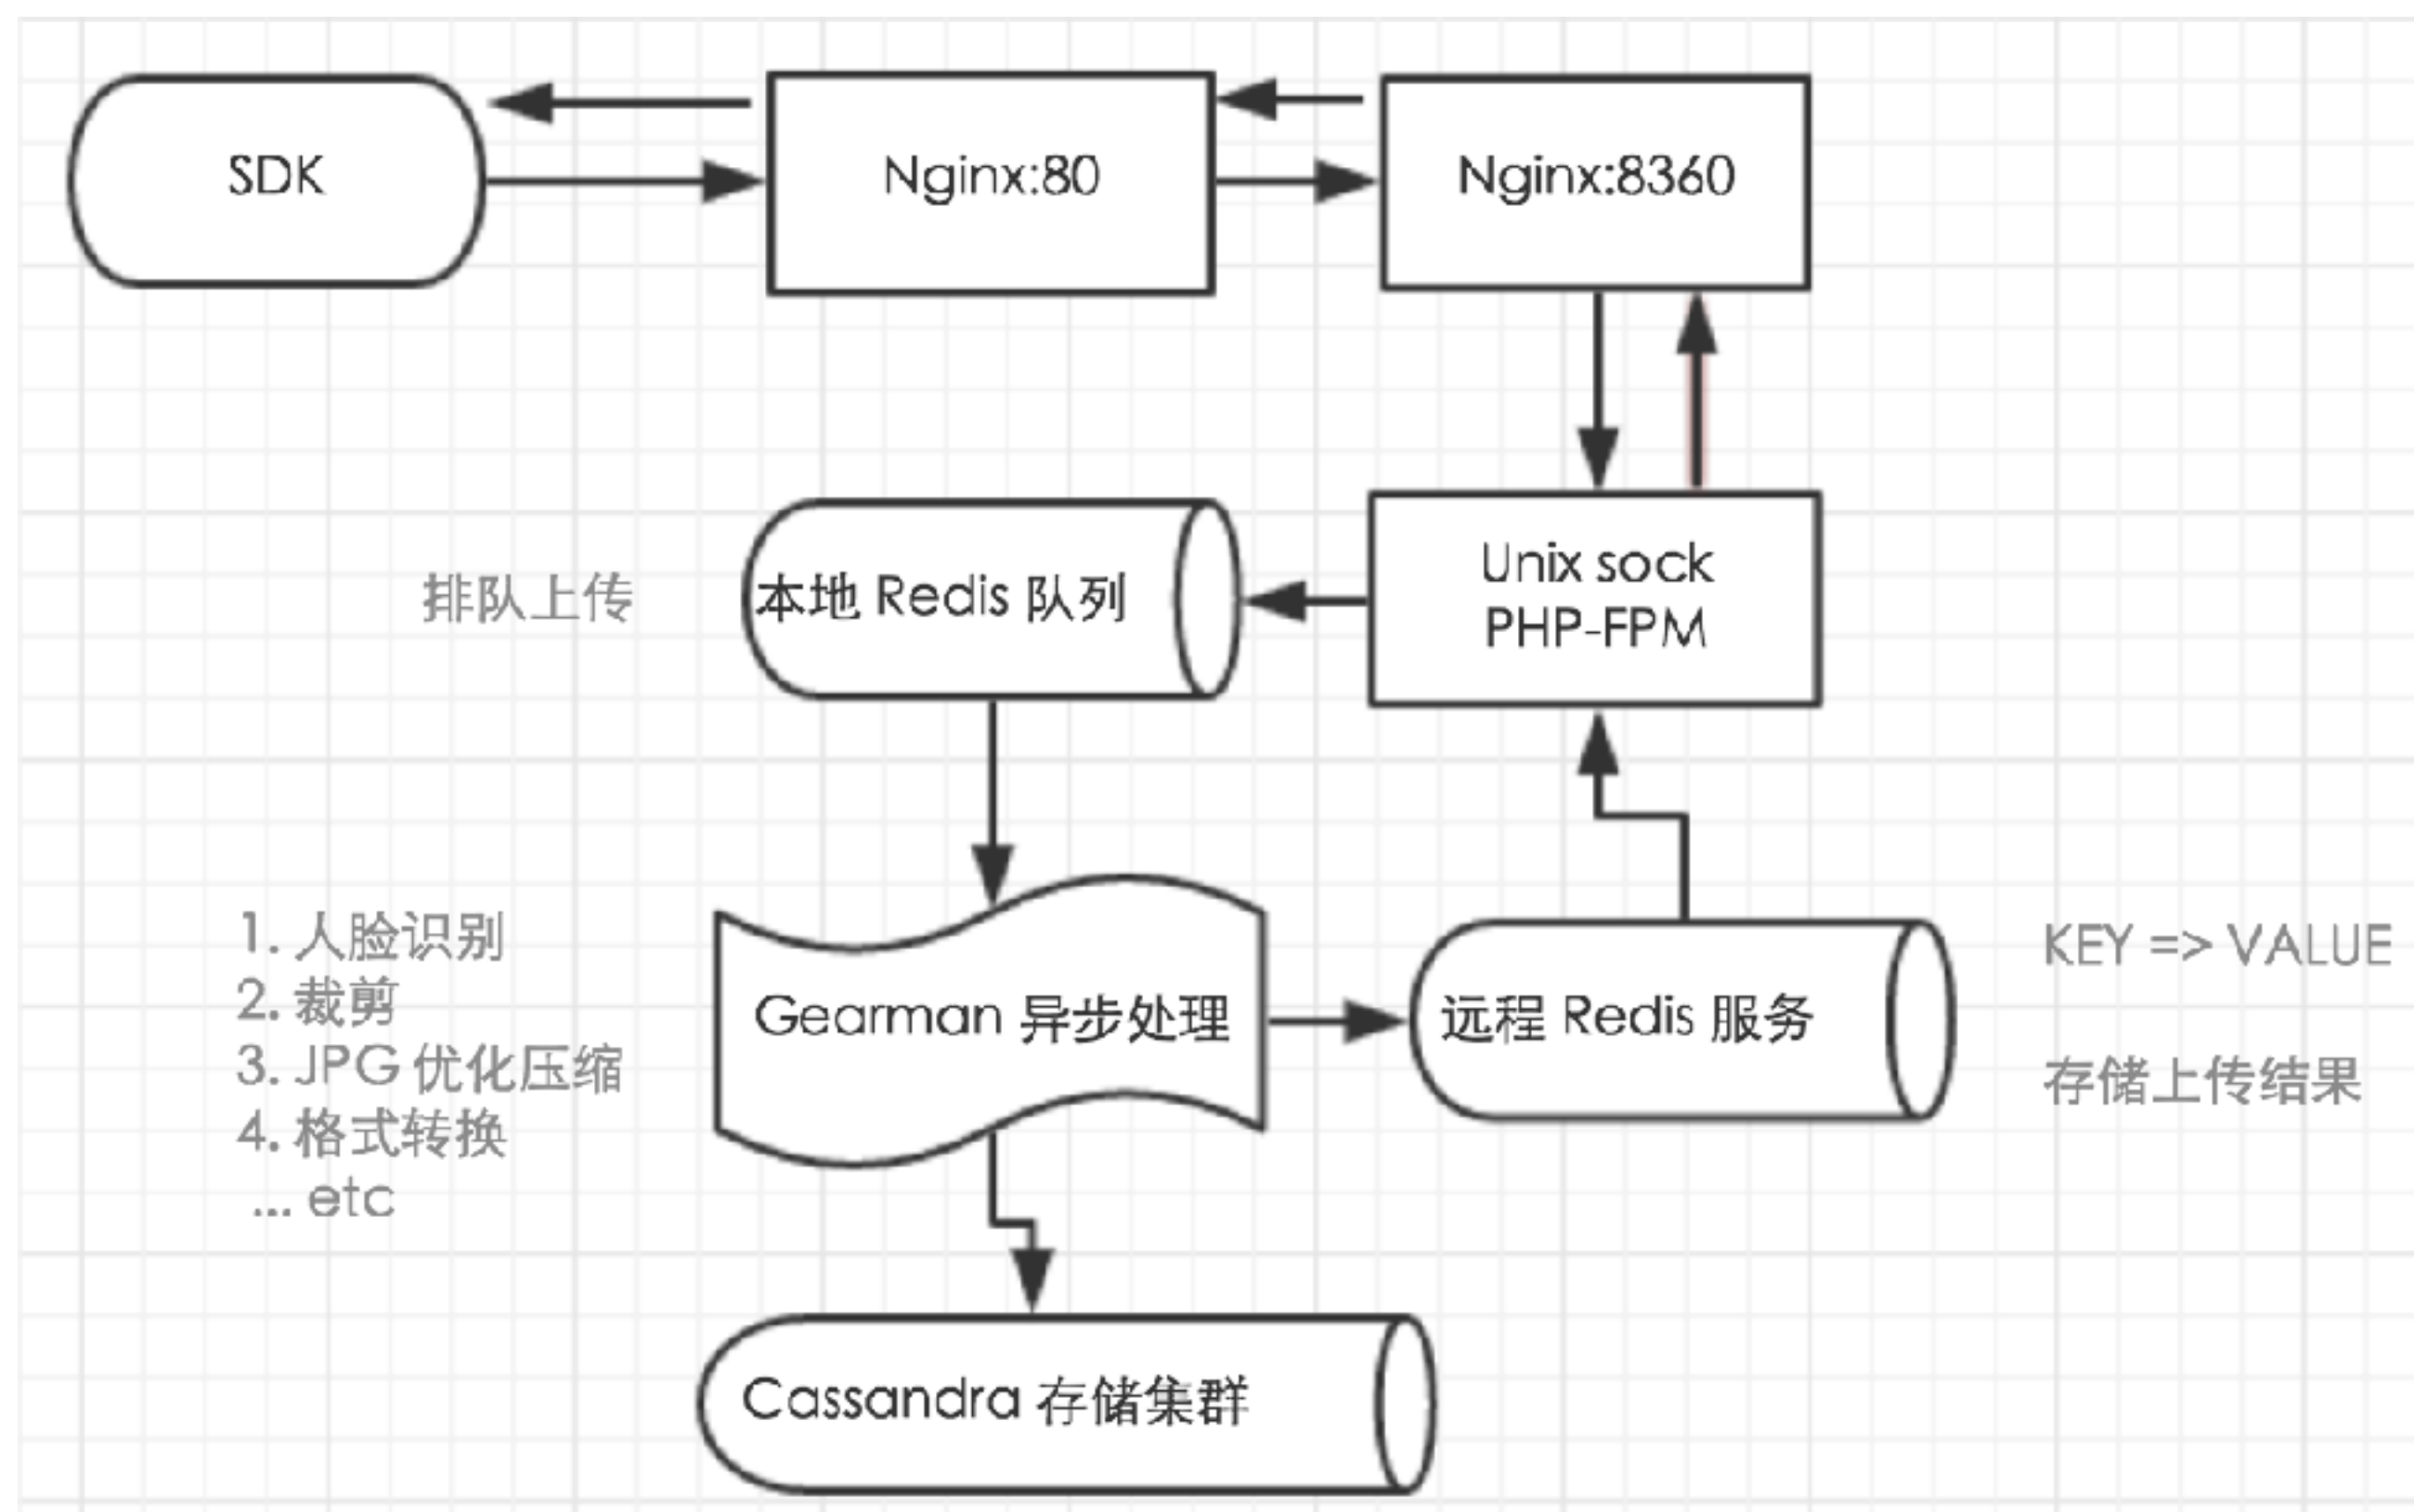 SDK
Nginx:80
Nginx:8360
Unix sock
PHP-FPM
排队上传
本地 Redis 队列
1. 人脸识别
2. 裁剪
3. JPG 优化压缩
4. 格式转换
... etc
Gearman 异步处理
远程 Redis 服务
KEY => VALUE
存储上传结果
Cassandra 存储集群